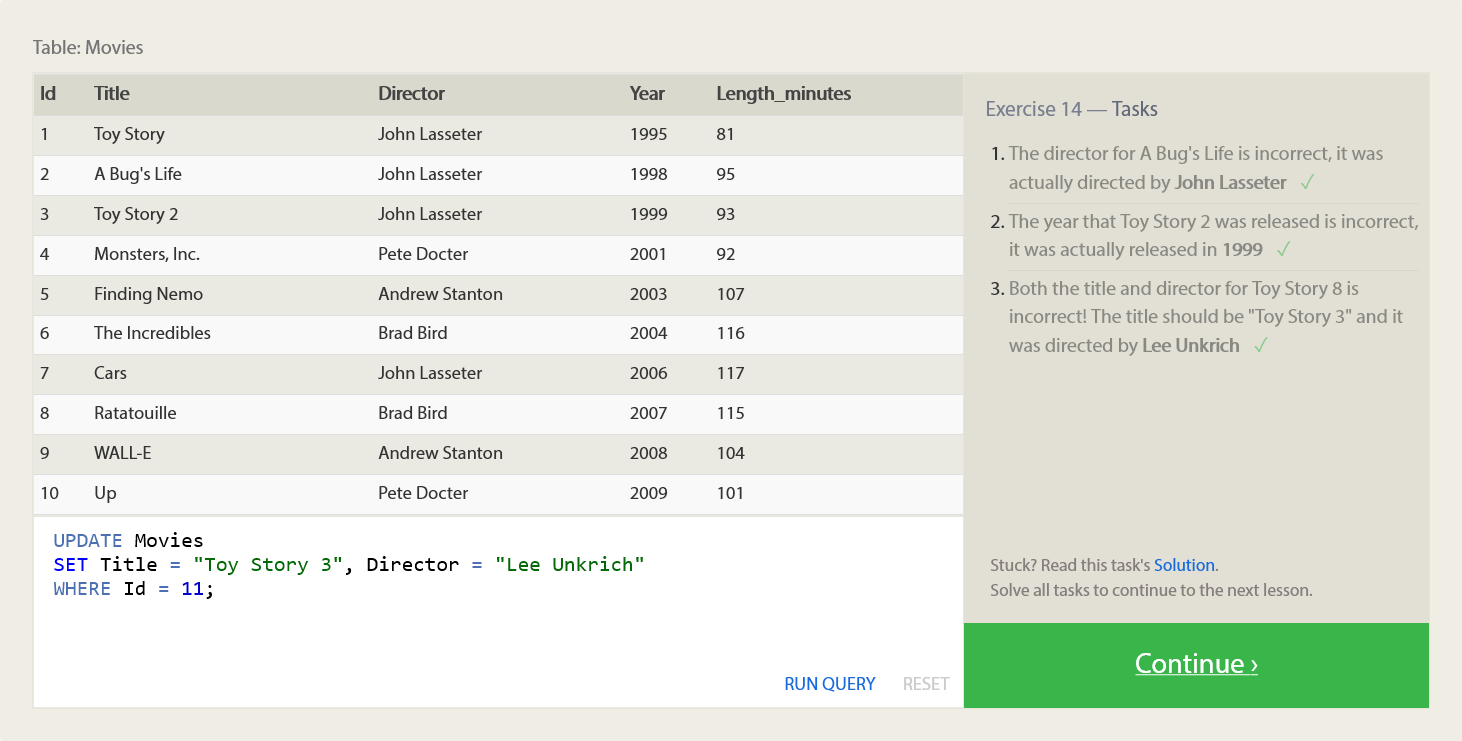 Table: Movies
Id Title Director Year Length_minutes
1 Toy Story John Lasseter 1995 81
2 A Bug's Life John Lasseter 1998 95
3 Toy Story 2 John Lasseter 1999 93
4 Monsters, Inc. Pete Docter 2001 92
5 Finding Nemo Andrew Stanton 2003 107
6 The Incredibles Brad Bird 2004 116
7 Cars John Lasseter 2006 117
8 Ratatouille Brad Bird 2007 115
9 WALL-E Andrew Stanton 2008 104
10 Up Pete Docter 2009 101
UPDATE Movies
SET Title = "Toy Story 3", Director = "Lee Unkrich"
WHERE Id = 11;
RUN QUERY RESET
Exercise 14 — Tasks
1. The director for A Bug's Life is incorrect, it was
actually directed by John Lasseter ✓
2. The year that Toy Story 2 was released is incorrect,
it was actually released in 1999 ✓
3. Both the title and director for Toy Story 8 is
incorrect! The title should be "Toy Story 3" and it
was directed by Lee Unkrich ✓
Stuck? Read this task's Solution.
Solve all tasks to continue to the next lesson.
Continue ›